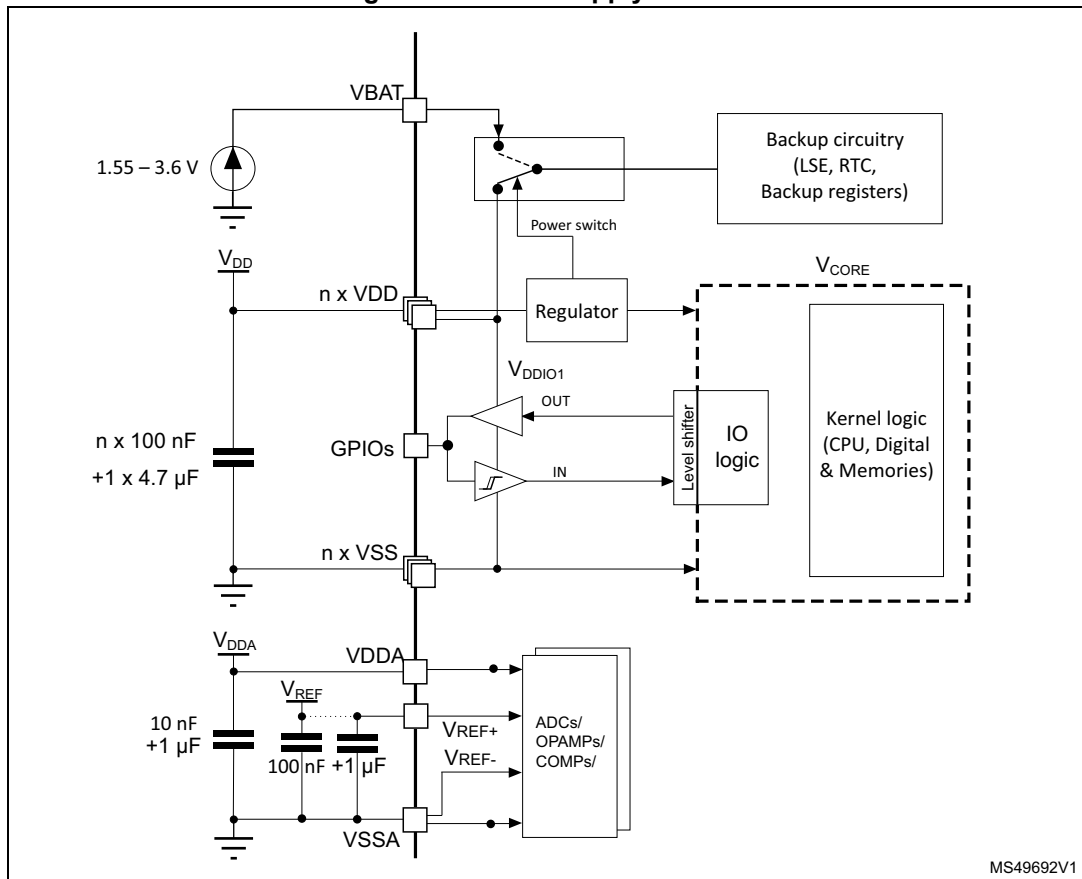 VBAT
1.55 – 3.6 V
Backup circuitry
(LSE, RTC,
Backup registers)
Power switch
VDD
n x VDD
Regulator
VCORE
VDDIO1
OUT
n x 100 nF
+1 x 4.7 µF
GPIOs
IN
Level shifter
IO
logic
Kernel logic
(CPU, Digital
& Memories)
n x VSS
VDDA
VDDA
VREF
10 nF
+1 µF
100 nF
+1 µF
VREF+
VREF-
ADCs/
OPAMPs/
COMPs/
VSSA
MS49692V1